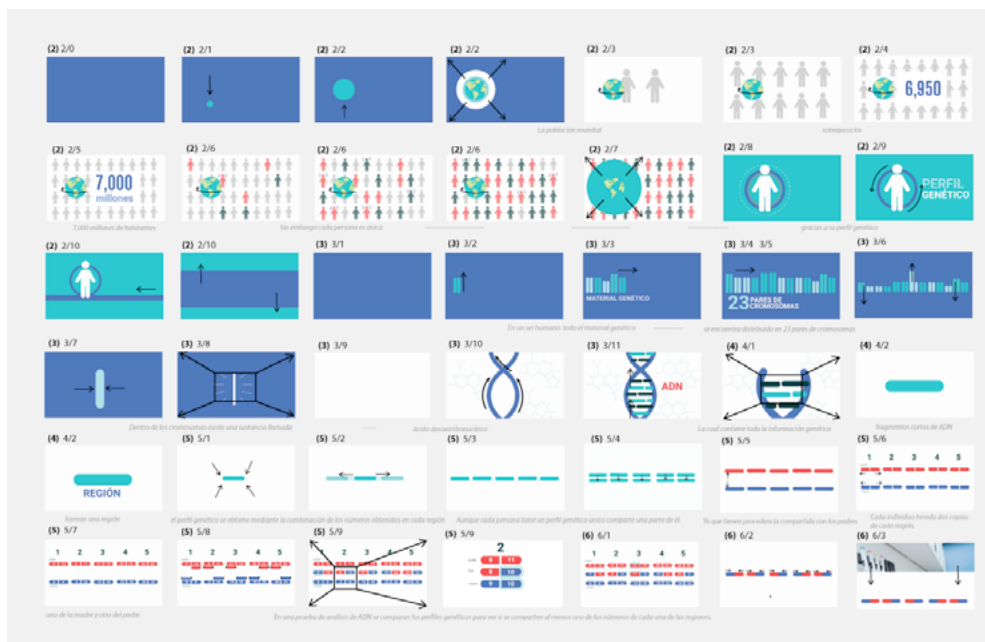 (2) 2/0 (2) 2/1 (2) 2/2 (2) 2/2 (2) 2/3 (2) 2/3 (2) 2/4
6,950
La población mundial sobrepasa los
(2) 2/5 (2) 2/6 (2) 2/6 (2) 2/6 (2) 2/7 (2) 2/8 (2) 2/9
7,000
millones
PERFIL
GENÉTICO
7,000 millones de habitantes Sin embargo cada persona es única gracias a su perfil genético
(2) 2/10 (2) 2/10 (3) 3/1 (3) 3/2 (3) 3/3 (3) 3/4 3/5 (3) 3/6
MATERIAL GENÉTICO
23 PARES DE
CROMOSOMAS
En un ser humano, todo el material genético se encuentra distribuido en 23 pares de cromosomas
(3) 3/7 (3) 3/8 (3) 3/9 (3) 3/10 (3) 3/11 (4) 4/1 (4) 4/2
ADN
Dentro de los cromosomas existe una sustancia llamada ácido desoxirribonucleico La cual contiene toda la información genética fragmentos cortos de ADN
(4) 4/2 (5) 5/1 (5) 5/2 (5) 5/3 (5) 5/4 (5) 5/5 (5) 5/6
REGIÓN
1 2 3 4 5
forman una región el perfil genético se obtiene mediante la combinación de los números obtenidos en cada región Aunque cada persona tiene un perfil genético único comparte una parte de él. Ya que tienen procedencia compartida con los padres Cada individuo hereda dos copias
de cada región,
(5) 5/7 (5) 5/8 (5) 5/9 (5) 5/9 (6) 6/1 (6) 6/2 (6) 6/3
1 2 3 4 5
1 2 3 4 5
1 2 3 4 5
2
1 2 3 4 5
8 11
8 10
9 10
una de la madre y otra del padre En una prueba de análisis de ADN se comparan los perfiles genéticos para ver si se comparten al menos uno de los números de cada una de las regiones.